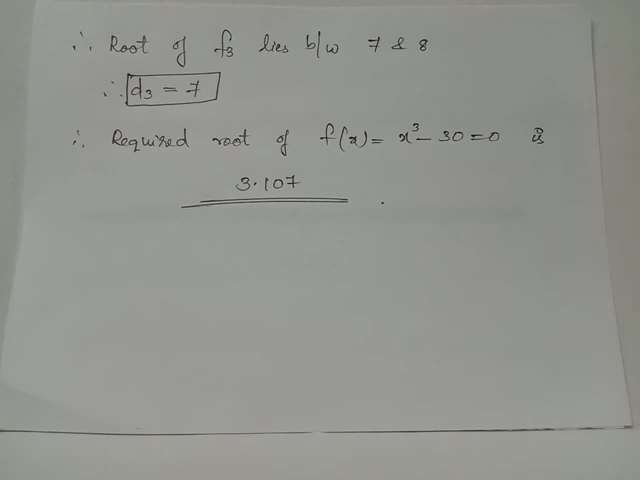 ∴ Root of f₃ lies b/w 7 & 8
∴ d₃ = 7
∴ Required root of f(x) = x³ - 30 = 0 is
3.107